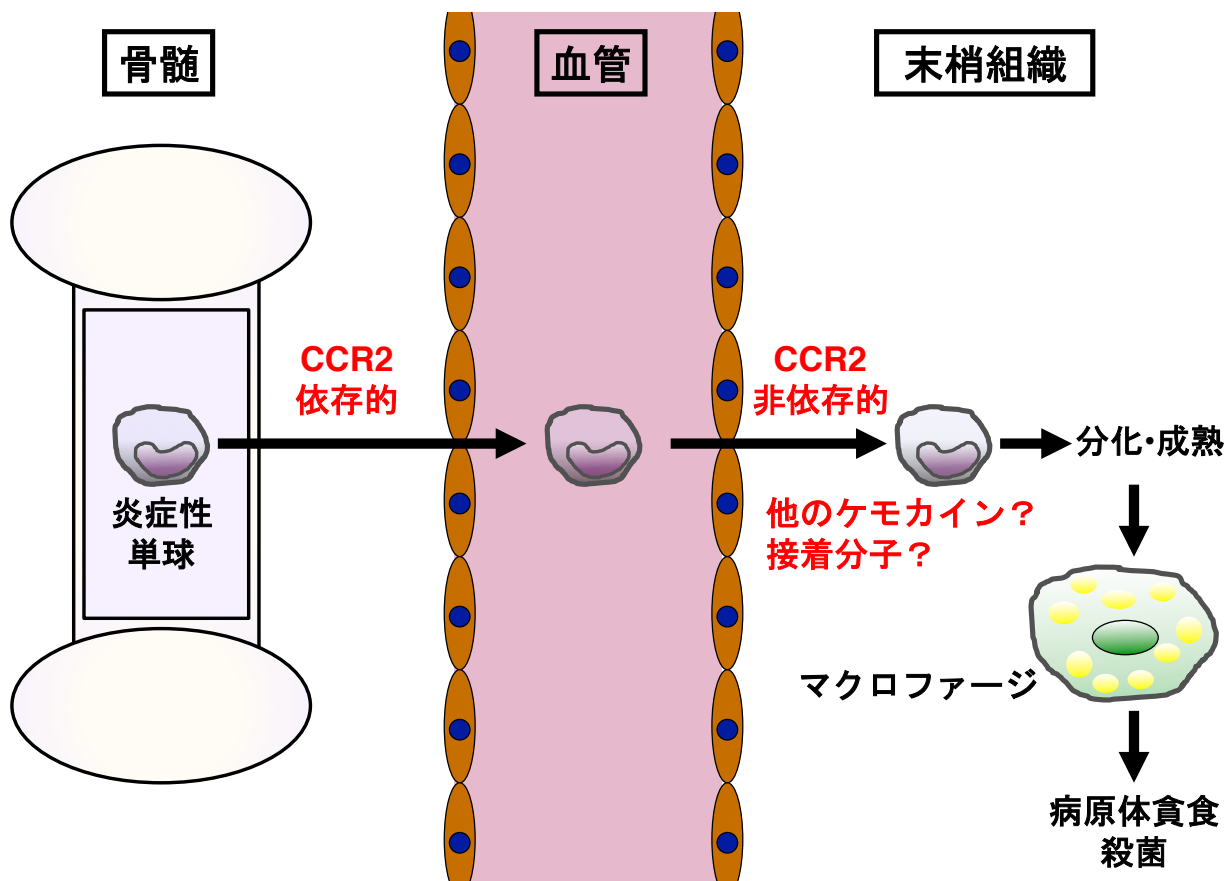 骨髄
血管
末梢組織
CCR2
依存的
CCR2
非依存的
炎症性
単球
他のケモカイン？
接着分子？
分化・成熟
マクロファージ
病原体貪食
殺菌